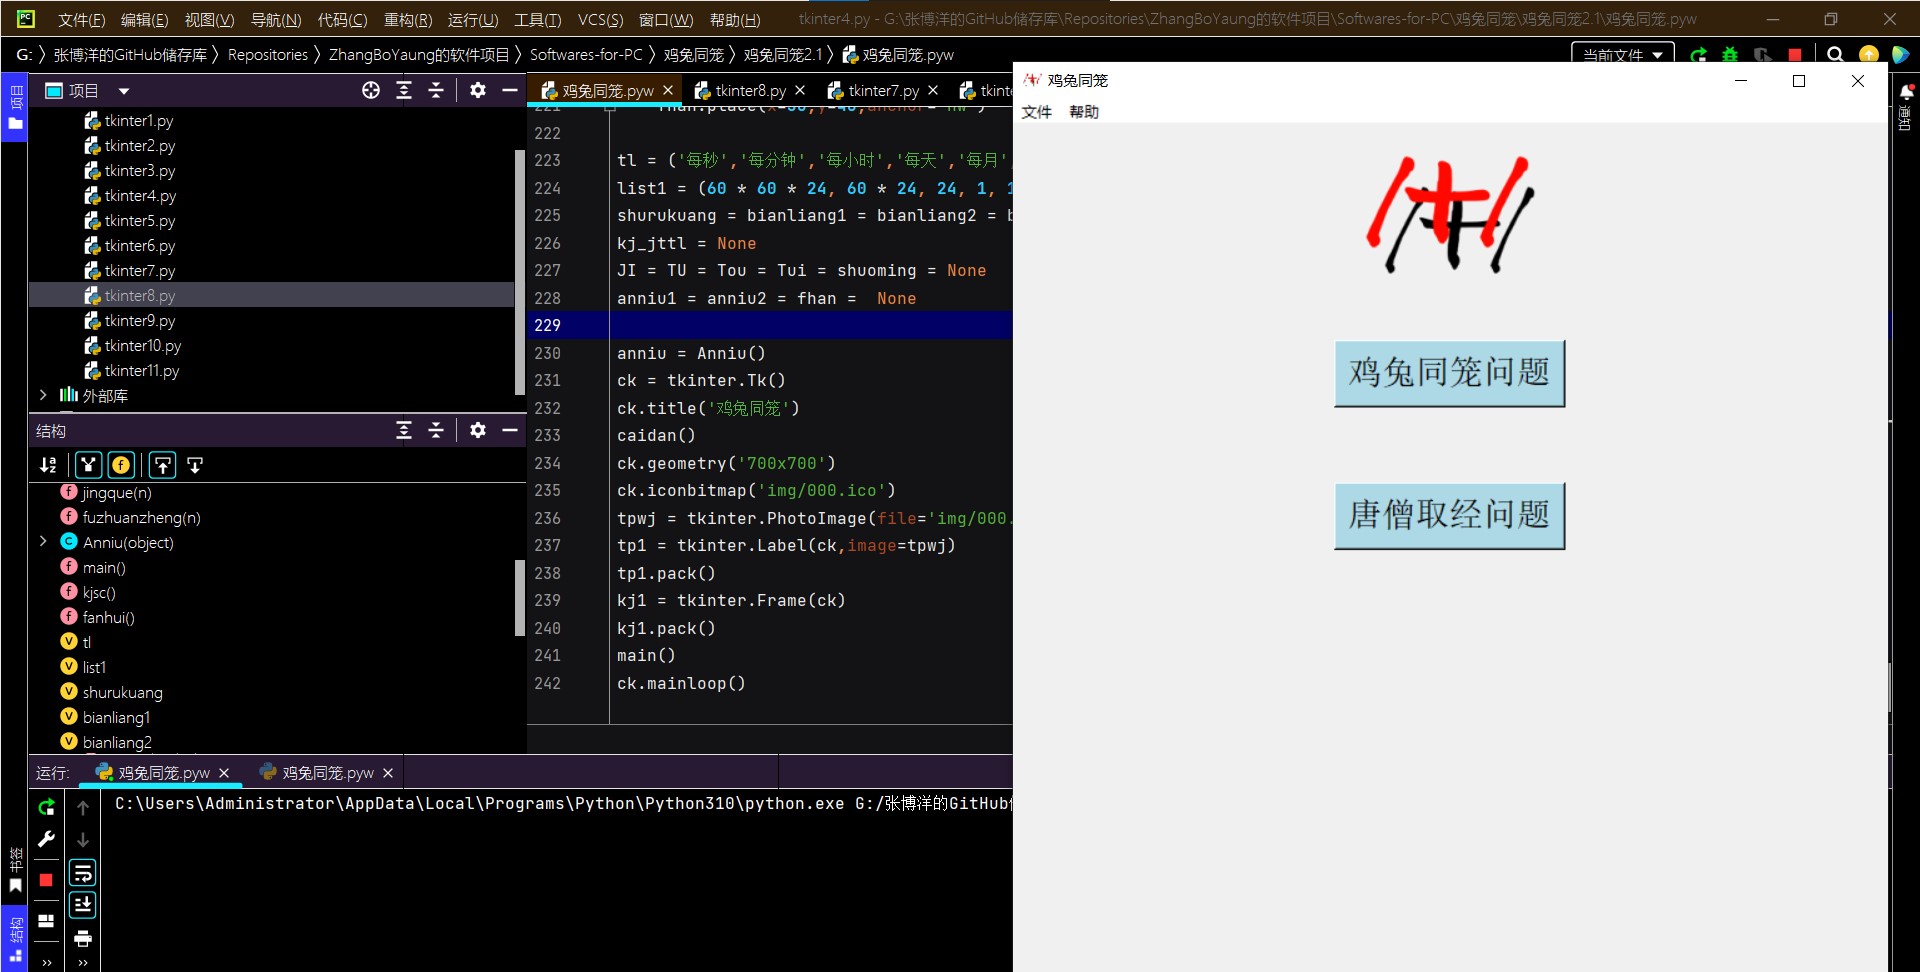 文件(F) 编辑(E) 视图(V) 导航(N) 代码(C) 重构(R) 运行(U) 工具(T) VCS(S) 窗口(W) 帮助(H) tkinter4.py - G:\张博洋的GitHub储存库\Repositories\ZhangBoYaung的软件项目\Softwares-for-PC\鸡兔同笼\鸡兔同笼2.1\鸡兔同笼.pyw
G: 〉张博洋的GitHub储存库 〉Repositories 〉ZhangBoYaung的软件项目 〉Softwares-for-PC 〉鸡兔同笼 〉鸡兔同笼2.1 〉鸡兔同笼.pyw 当前文件
项目
项目
tkinter1.py
tkinter2.py
tkinter3.py
tkinter4.py
tkinter5.py
tkinter6.py
tkinter7.py
tkinter8.py
tkinter9.py
tkinter10.py
tkinter11.py
外部库
结构
jingque(n)
fuzhuanzheng(n)
Anniu(object)
main()
kjsc()
fanhui()
tl
list1
shurukuang
bianliang1
bianliang2
鸡兔同笼.pyw tkinter8.py tkinter7.py
222
223 tl = ('每秒','每分钟','每小时','每天','每月'
224 list1 = (60 * 60 * 24, 60 * 24, 24, 1, 1
225 shurukuang = bianliang1 = bianliang2 = b
226 kj_jttl = None
227 JI = TU = Tou = Tui = shuoming = None
228 anniu1 = anniu2 = fhan =  None
229
230 anniu = Anniu()
231 ck = tkinter.Tk()
232 ck.title('鸡兔同笼')
233 caidan()
234 ck.geometry('700x700')
235 ck.iconbitmap('img/000.ico')
236 tpwj = tkinter.PhotoImage(file='img/000.
237 tp1 = tkinter.Label(ck,image=tpwj)
238 tp1.pack()
239 kj1 = tkinter.Frame(ck)
240 kj1.pack()
241 main()
242 ck.mainloop()
鸡兔同笼
文件 帮助
鸡兔同笼问题
唐僧取经问题
通知
运行: 鸡兔同笼.pyw 鸡兔同笼.pyw
C:\Users\Administrator\AppData\Local\Programs\Python\Python310\python.exe G:/张博洋的GitHub
书签
结构